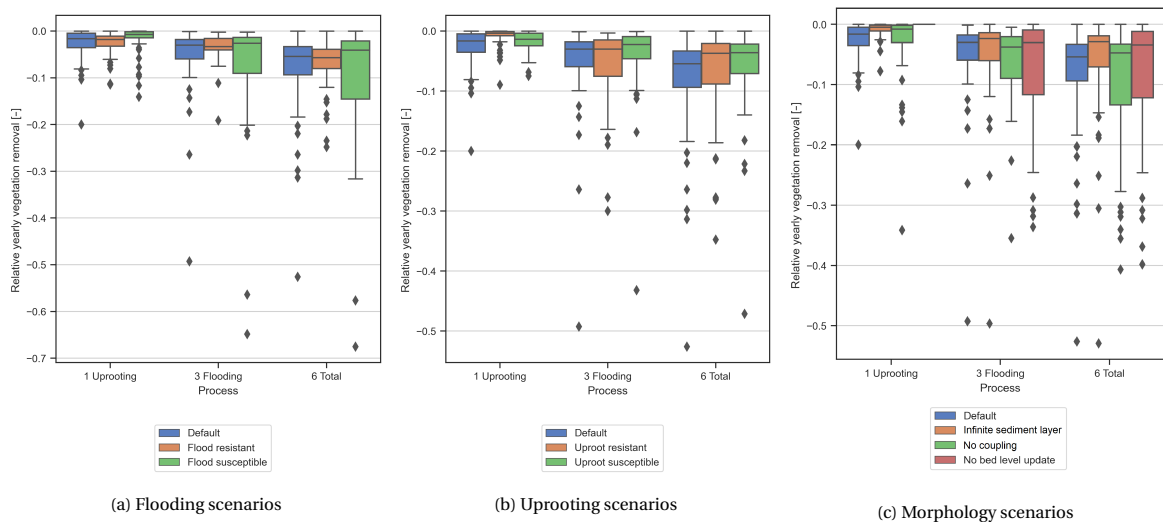 Relative yearly vegetation removal [-]
0.0
−0.1
−0.2
−0.3
−0.4
−0.5
−0.6
−0.7
1 Uprooting
3 Flooding
6 Total
Process
Default
Flood resistant
Flood susceptible
(a) Flooding scenarios
Relative yearly vegetation removal [-]
0.0
−0.1
−0.2
−0.3
−0.4
−0.5
1 Uprooting
3 Flooding
6 Total
Process
Default
Uproot resistant
Uproot susceptible
(b) Uprooting scenarios
Relative yearly vegetation removal [-]
0.0
−0.1
−0.2
−0.3
−0.4
−0.5
1 Uprooting
3 Flooding
6 Total
Process
Default
Infinite sediment layer
No coupling
No bed level update
(c) Morphology scenarios